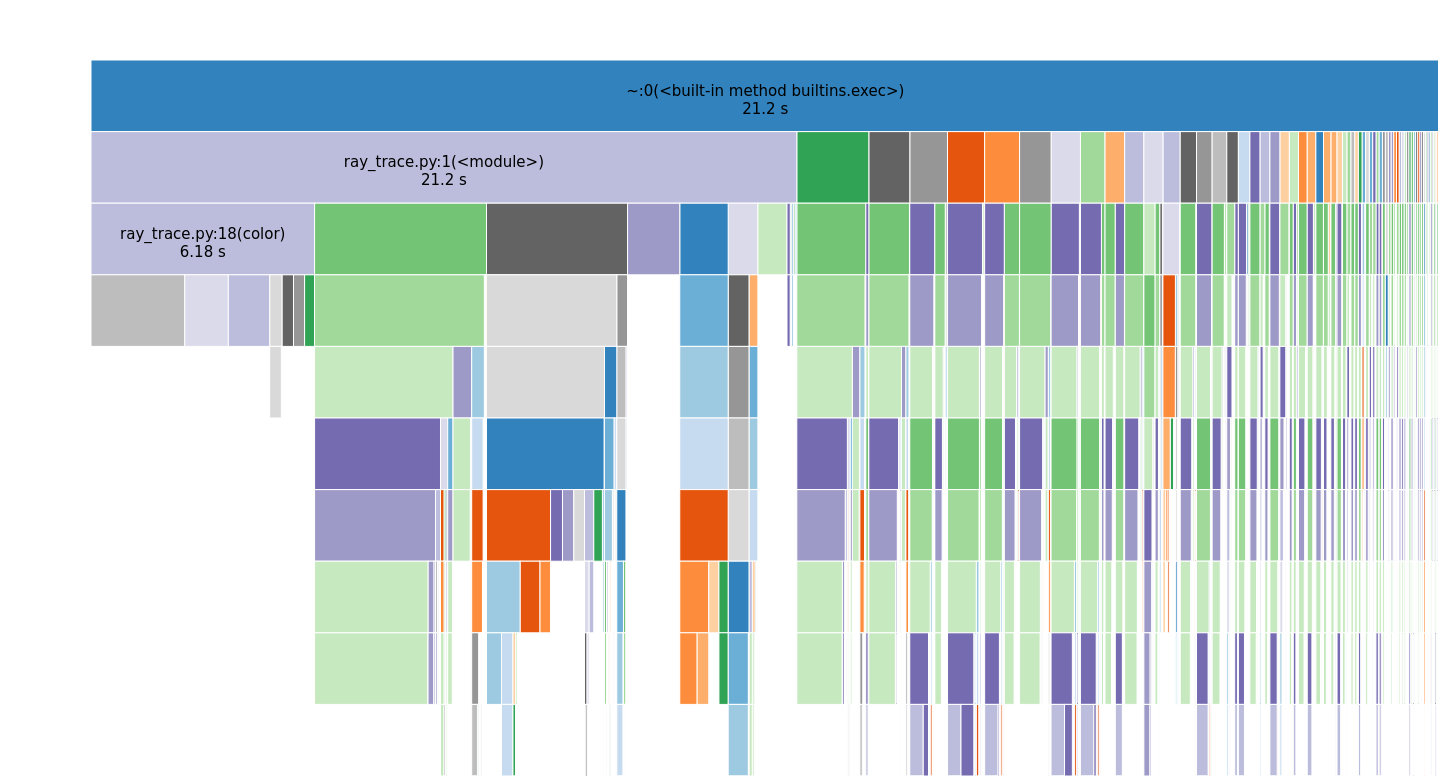 ~:0(<built-in method builtins.exec>)
21.2 s
ray_trace.py:1(<module>)
21.2 s
ray_trace.py:18(color)
6.18 s